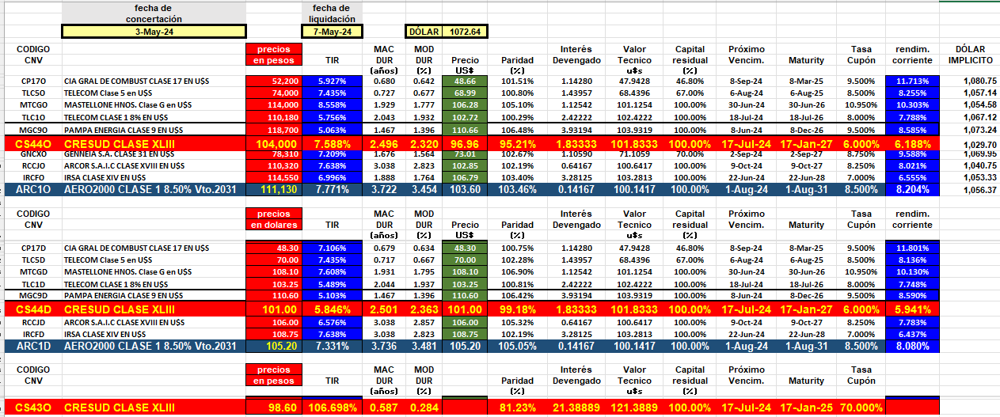 fecha de fecha de
concertación liquidación
3-May-24 7-May-24 DÓLAR 1072.64
CODIGO precios MAC MOD Interés Valor Capital Próximo Tasa rendim. DÓLAR
CNV en pesos TIR DUR DUR Precio Paridad Devengado Tecnico residual Vencim. Maturity Cupón corriente IMPLICITO
(años) (%) US$ (%) u$s (%)
CP17O CIA GRAL DE COMBUST CLASE 17 EN U$S 52,200 5.927% 0.680 0.642 48.66 101.51% 1.14280 47.9428 46.80% 8-Sep-24 8-Mar-25 9.500% 11.713% 1,080.75
TLC5O TELECOM Clase 5 en U$S 74,000 7.435% 0.727 0.677 68.99 100.80% 1.43957 68.4396 67.00% 6-Aug-24 6-Aug-25 8.500% 8.255% 1,057.14
MTCGO MASTELLONE HNOS. Clase G en U$S 114,000 8.558% 1.929 1.777 106.28 105.10% 1.12542 101.1254 100.00% 30-Jun-24 30-Jun-26 10.950% 10.303% 1,054.58
TLC1O TELECOM CLASE 1 8% EN U$S 110,180 5.756% 2.043 1.932 102.72 100.29% 2.42222 102.4222 100.00% 18-Jul-24 18-Jul-26 8.000% 7.788% 1,067.12
MGC9O PAMPA ENERGIA CLASE 9 EN U$S 118,700 5.063% 1.467 1.396 110.66 106.48% 3.93194 103.9319 100.00% 8-Jun-24 8-Dec-26 9.500% 8.585% 1,073.24
CS44O CRESUD CLASE XLIII 104,000 7.588% 2.496 2.320 96.96 95.21% 1.83333 101.8333 100.00% 17-Jul-24 17-Jan-27 6.000% 6.188% 1,029.70
GNCXO GENNEIA S.A. CLASE 31 EN U$S 78,310 7.209% 1.676 1.564 73.01 102.67% 1.10590 71.1059 70.00% 2-Sep-24 2-Sep-27 8.750% 9.588% 1,069.95
RCCJO ARCOR S.A.I.C CLASE XVIII EN U$S 110,320 7.638% 3.038 2.823 102.85 102.19% 0.64167 100.6417 100.00% 9-Oct-24 9-Oct-27 8.250% 8.021% 1,040.75
IRCFO IRSA CLASE XIV EN U$S 114,550 6.996% 1.888 1.764 106.79 103.40% 3.28125 103.2813 100.00% 22-Jun-24 22-Jun-28 7.000% 6.555% 1,053.33
ARC1O AERO2000 CLASE 1 8.50% Vto.2031 111,130 7.771% 3.722 3.454 103.60 103.46% 0.14167 100.1417 100.00% 1-Aug-24 1-Aug-31 8.500% 8.204% 1,056.37
CODIGO precios MAC MOD Interés Valor Capital Próximo Tasa rendim.
CNV en dolares TIR DUR DUR Precio Paridad Devengado Tecnico residual Vencim. Maturity Cupón corriente
(años) (%) US$ (%) u$s (%)
CP17D CIA GRAL DE COMBUST CLASE 17 EN U$S 48.30 7.106% 0.679 0.634 48.30 100.75% 1.14280 47.9428 46.80% 8-Sep-24 8-Mar-25 9.500% 11.801%
TLC5D TELECOM Clase 5 en U$S 70.00 7.435% 0.717 0.667 70.00 102.28% 1.43957 68.4396 67.00% 6-Aug-24 6-Aug-25 8.500% 8.136%
MTCGD MASTELLONE HNOS. Clase G en U$S 108.10 7.608% 1.931 1.795 108.10 106.90% 1.12542 101.1254 100.00% 30-Jun-24 30-Jun-26 10.950% 10.130%
TLC1D TELECOM CLASE 1 8% EN U$S 103.25 5.489% 2.044 1.937 103.25 100.81% 2.42222 102.4222 100.00% 18-Jul-24 18-Jul-26 8.000% 7.748%
MGC9D PAMPA ENERGIA CLASE 9 EN U$S 110.60 5.103% 1.467 1.396 110.60 106.42% 3.93194 103.9319 100.00% 8-Jun-24 8-Dec-26 9.500% 8.590%
CS44D CRESUD CLASE XLIII 101.00 5.846% 2.501 2.363 101.00 99.18% 1.83333 101.8333 100.00% 17-Jul-24 17-Jan-27 6.000% 5.941%
RCCJD ARCOR S.A.I.C CLASE XVIII EN U$S 106.00 6.576% 3.038 2.857 106.00 105.32% 0.64167 100.6417 100.00% 9-Oct-24 9-Oct-27 8.250% 7.783%
IRCFD IRSA CLASE XIV EN U$S 108.75 7.638% 3.038 2.823 108.75 102.19% 3.28125 103.2813 100.00% 22-Jun-24 22-Jun-28 7.000% 6.437%
ARC1D AERO2000 CLASE 1 8.50% Vto.2031 105.20 7.331% 3.736 3.481 105.20 105.05% 0.14167 100.1417 100.00% 1-Aug-24 1-Aug-31 8.500% 8.080%
CODIGO precios MAC MOD Interés Valor Capital Próximo Tasa
CNV en pesos TIR DUR DUR Paridad Devengado Tecnico residual Vencim. Maturity Cupón
(años) (%) (%) u$s (%)
CS43O CRESUD CLASE XLIII 98.60 106.698% 0.587 0.284 81.23% 21.38889 121.3889 100.00% 17-Jul-24 17-Jan-25 70.000%